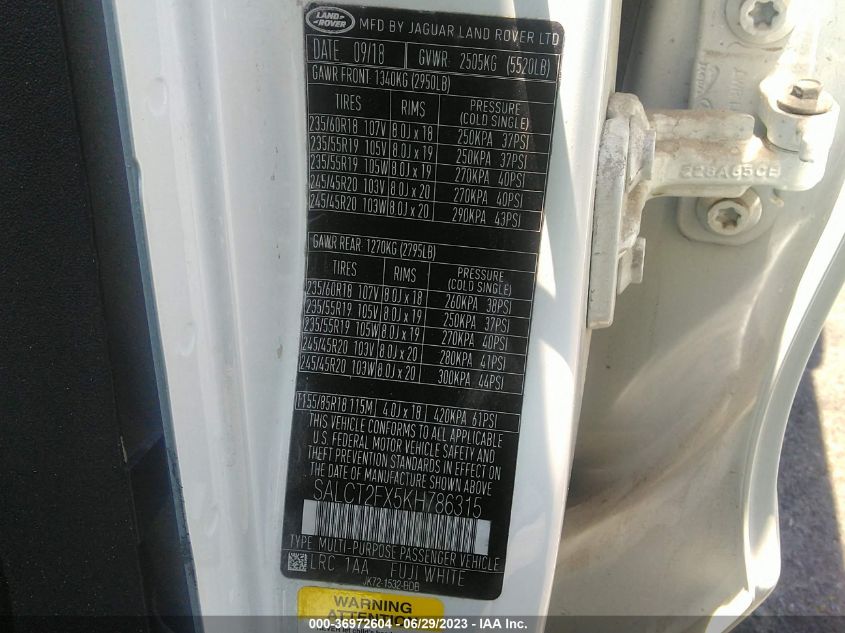 LAND ROVER
MFD BY JAGUAR LAND ROVER LTD
DATE: 09/18 GVWR: 2505KG (5520LB)
GAWR FRONT: 1340KG (2950LB)
TIRES RIMS PRESSURE (COLD SINGLE)
235/60R18 107V 8.0J x 18 250KPA 37PSI
235/55R19 105V 8.0J x 19 250KPA 37PSI
235/55R19 105W 8.0J x 19 270KPA 40PSI
245/45R20 103V 8.0J x 20 270KPA 40PSI
245/45R20 103W 8.0J x 20 290KPA 43PSI
GAWR REAR: 1270KG (2795LB)
TIRES RIMS PRESSURE (COLD SINGLE)
235/60R18 107V 8.0J x 18 260KPA 38PSI
235/55R19 105V 8.0J x 19 250KPA 37PSI
235/55R19 105W 8.0J x 19 270KPA 40PSI
245/45R20 103V 8.0J x 20 280KPA 41PSI
245/45R20 103W 8.0J x 20 300KPA 44PSI
T155/85R18 115M 4.0J x 18 420KPA 61PSI
THIS VEHICLE CONFORMS TO ALL APPLICABLE
U.S. FEDERAL MOTOR VEHICLE SAFETY AND
THEFT PREVENTION STANDARDS IN EFFECT ON
THE DATE OF MANUFACTURE SHOWN ABOVE
SALCT2FX5KH786315
TYPE: MULTI-PURPOSE PASSENGER VEHICLE
LRC 1AA FUJI WHITE
JK72-1532-BDB
WARNING
AVERTISSEMENT
000-36972604 - 06/29/2023 - IAA Inc.